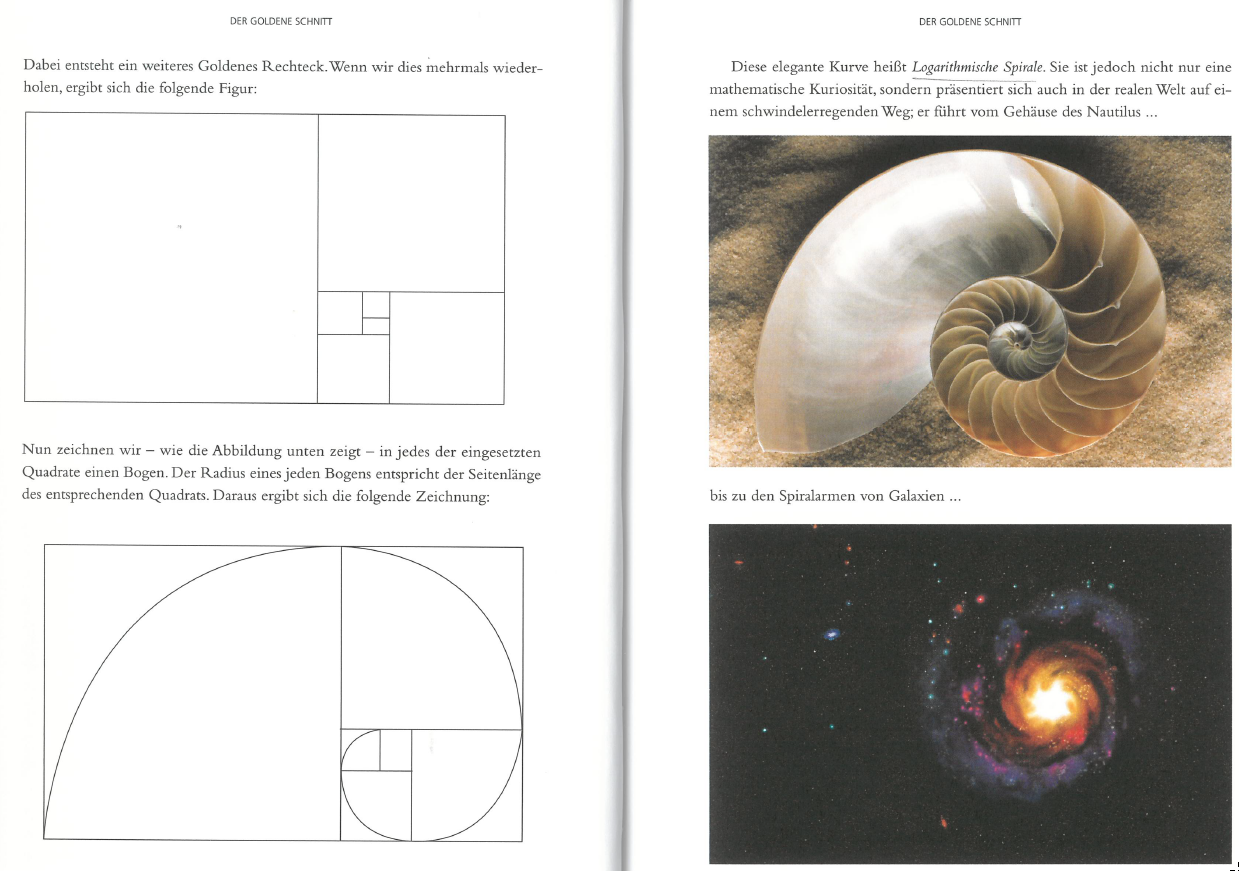 DER GOLDENE SCHNITT
Dabei entsteht ein weiteres Goldenes Rechteck. Wenn wir dies mehrmals wieder-
holen, ergibt sich die folgende Figur:
Nun zeichnen wir – wie die Abbildung unten zeigt – in jedes der eingesetzten
Quadrate einen Bogen. Der Radius eines jeden Bogens entspricht der Seitenlänge
des entsprechenden Quadrats. Daraus ergibt sich die folgende Zeichnung:
DER GOLDENE SCHNITT
Diese elegante Kurve heißt Logarithmische Spirale. Sie ist jedoch nicht nur eine
mathematische Kuriosität, sondern präsentiert sich auch in der realen Welt auf ei-
nem schwindelerregenden Weg; er führt vom Gehäuse des Nautilus ...
bis zu den Spiralarmen von Galaxien ...